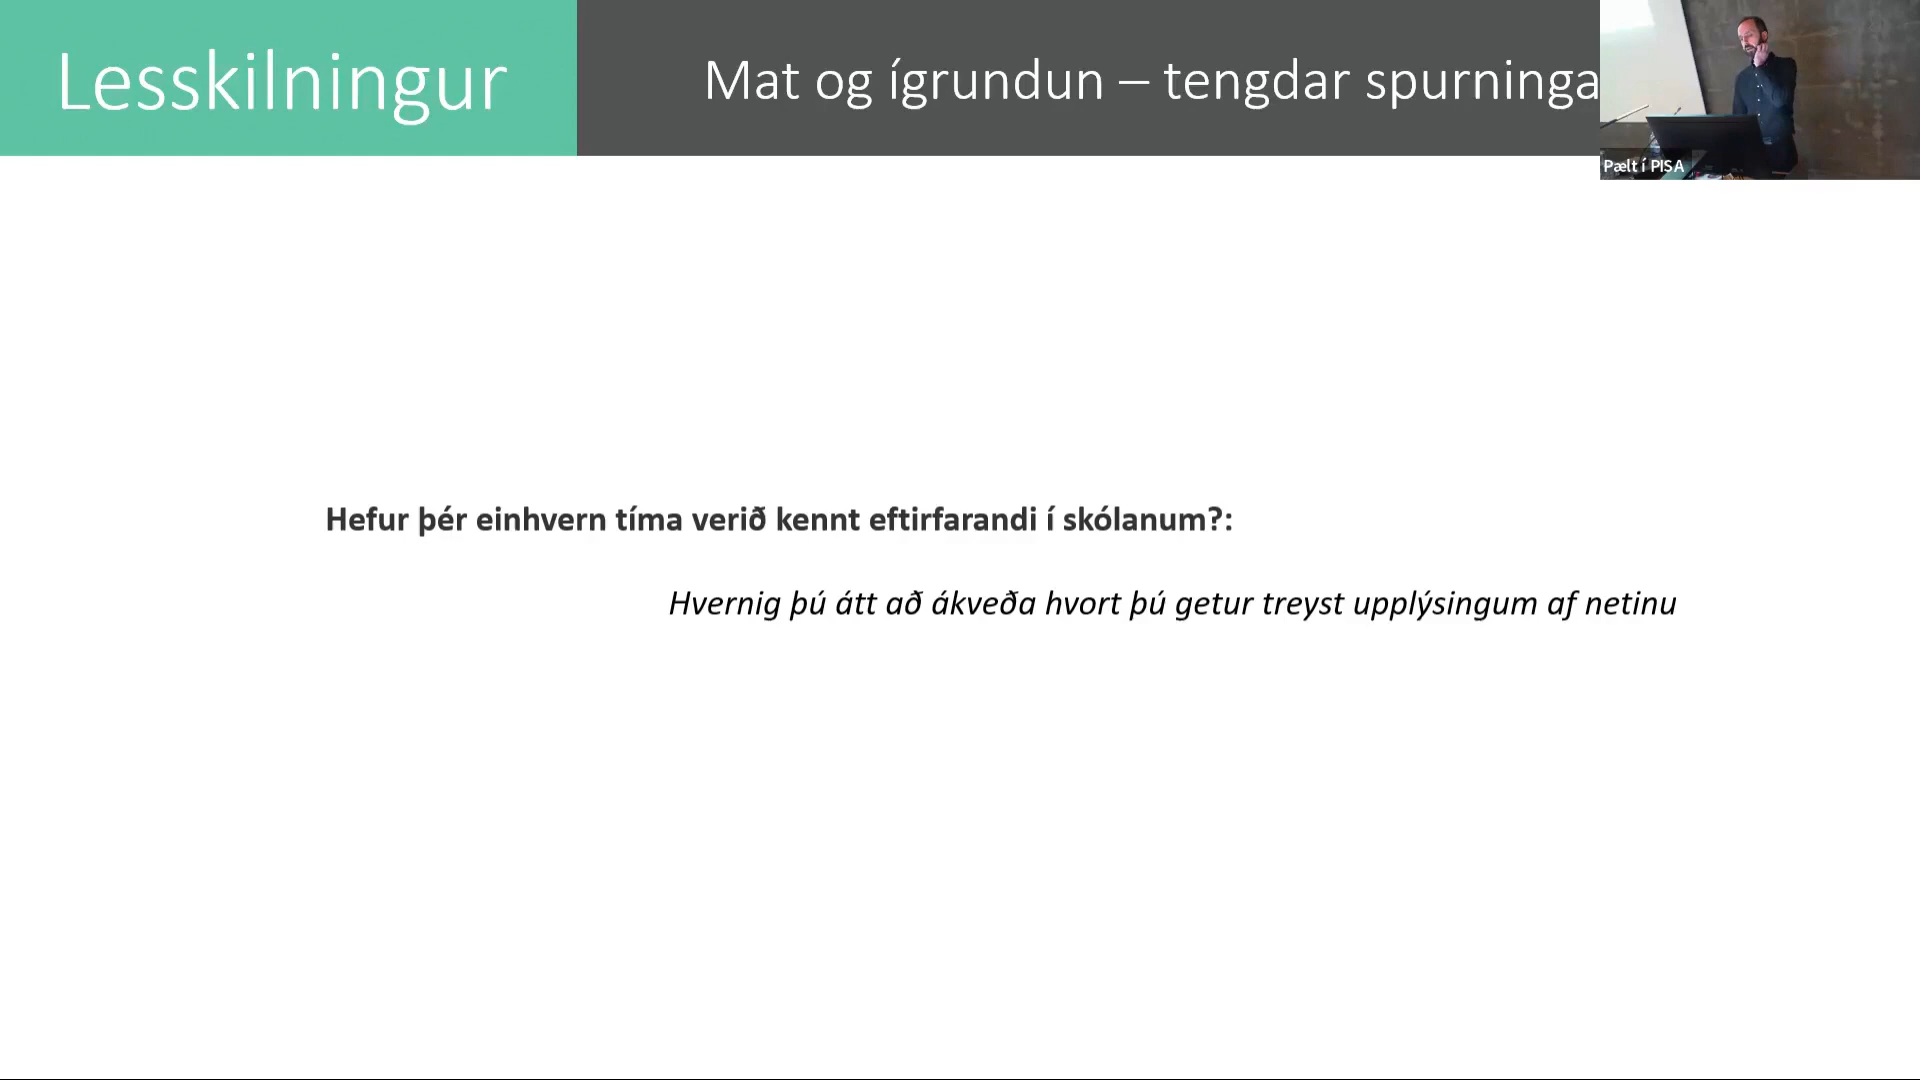 Lesskilningur
Mat og ígrundun – tengdar spurninga
Pælt í PISA
Hefur þér einhvern tíma verið kennt eftirfarandi í skólanum?:
Hvernig þú átt að ákveða hvort þú getur treyst upplýsingum af netinu